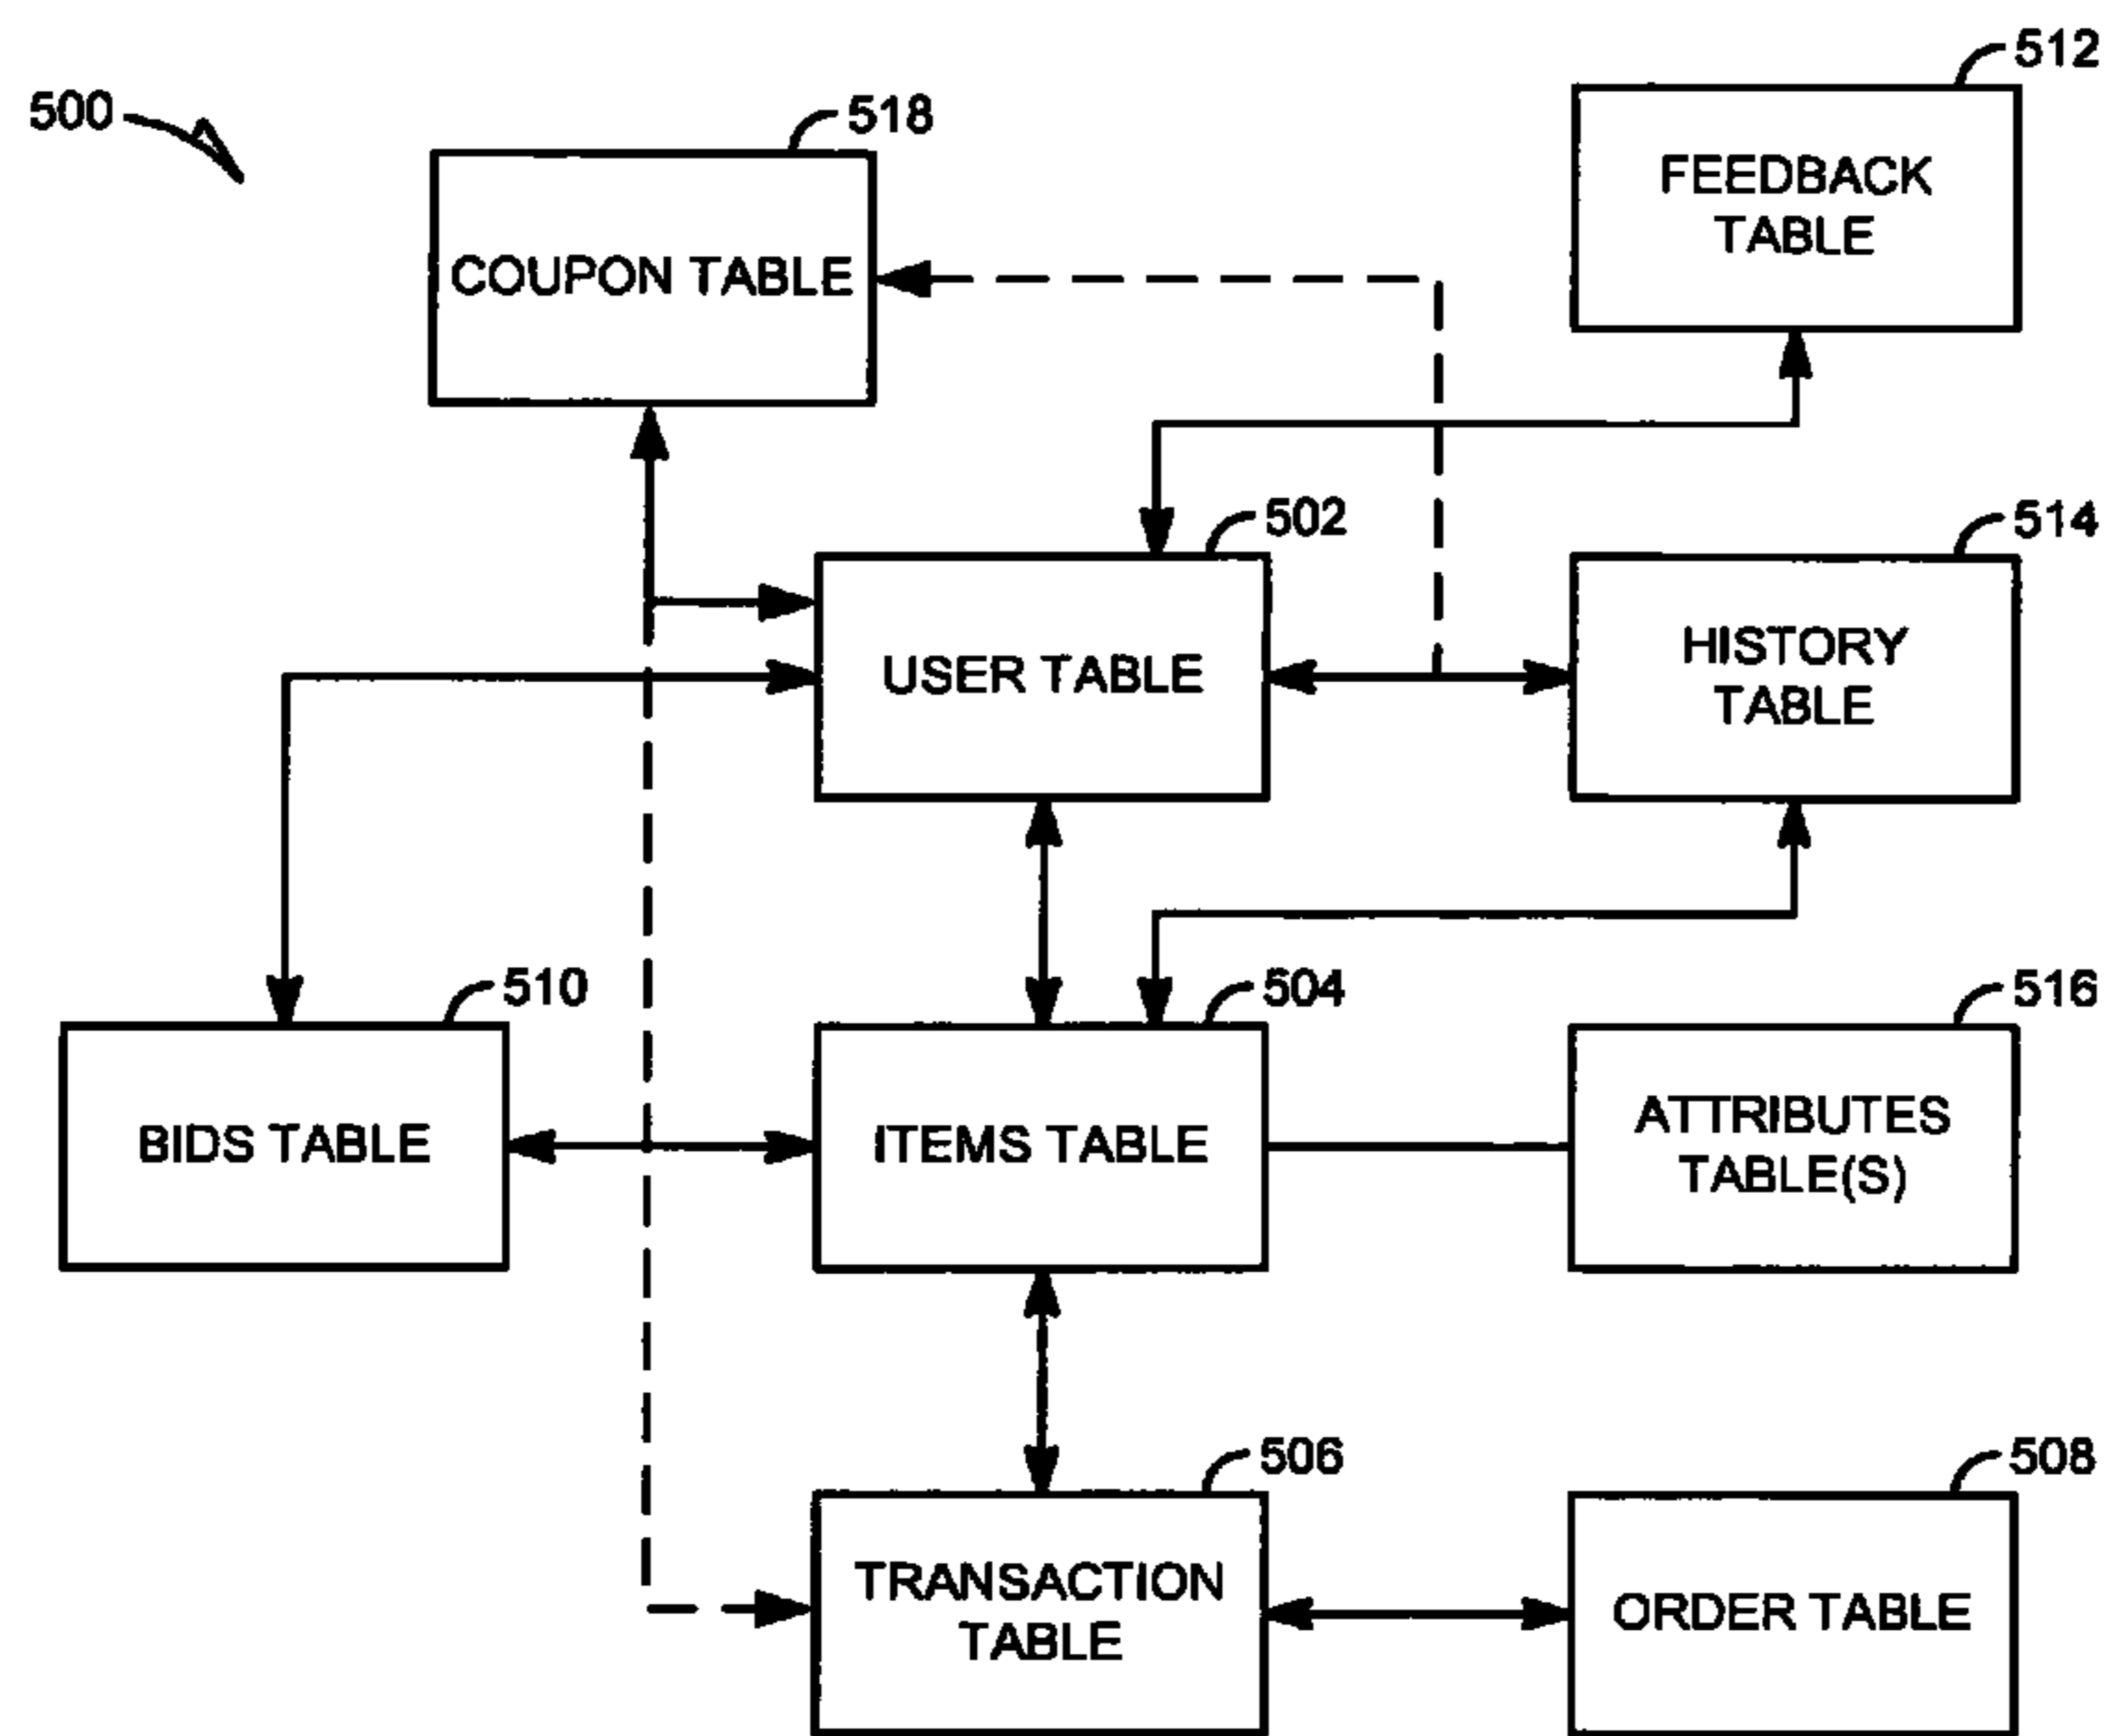 500
518
COUPON TABLE
512
FEEDBACK
TABLE
502
USER TABLE
514
HISTORY
TABLE
510
BIDS TABLE
504
ITEMS TABLE
516
ATTRIBUTES
TABLE(S)
506
TRANSACTION
TABLE
508
ORDER TABLE